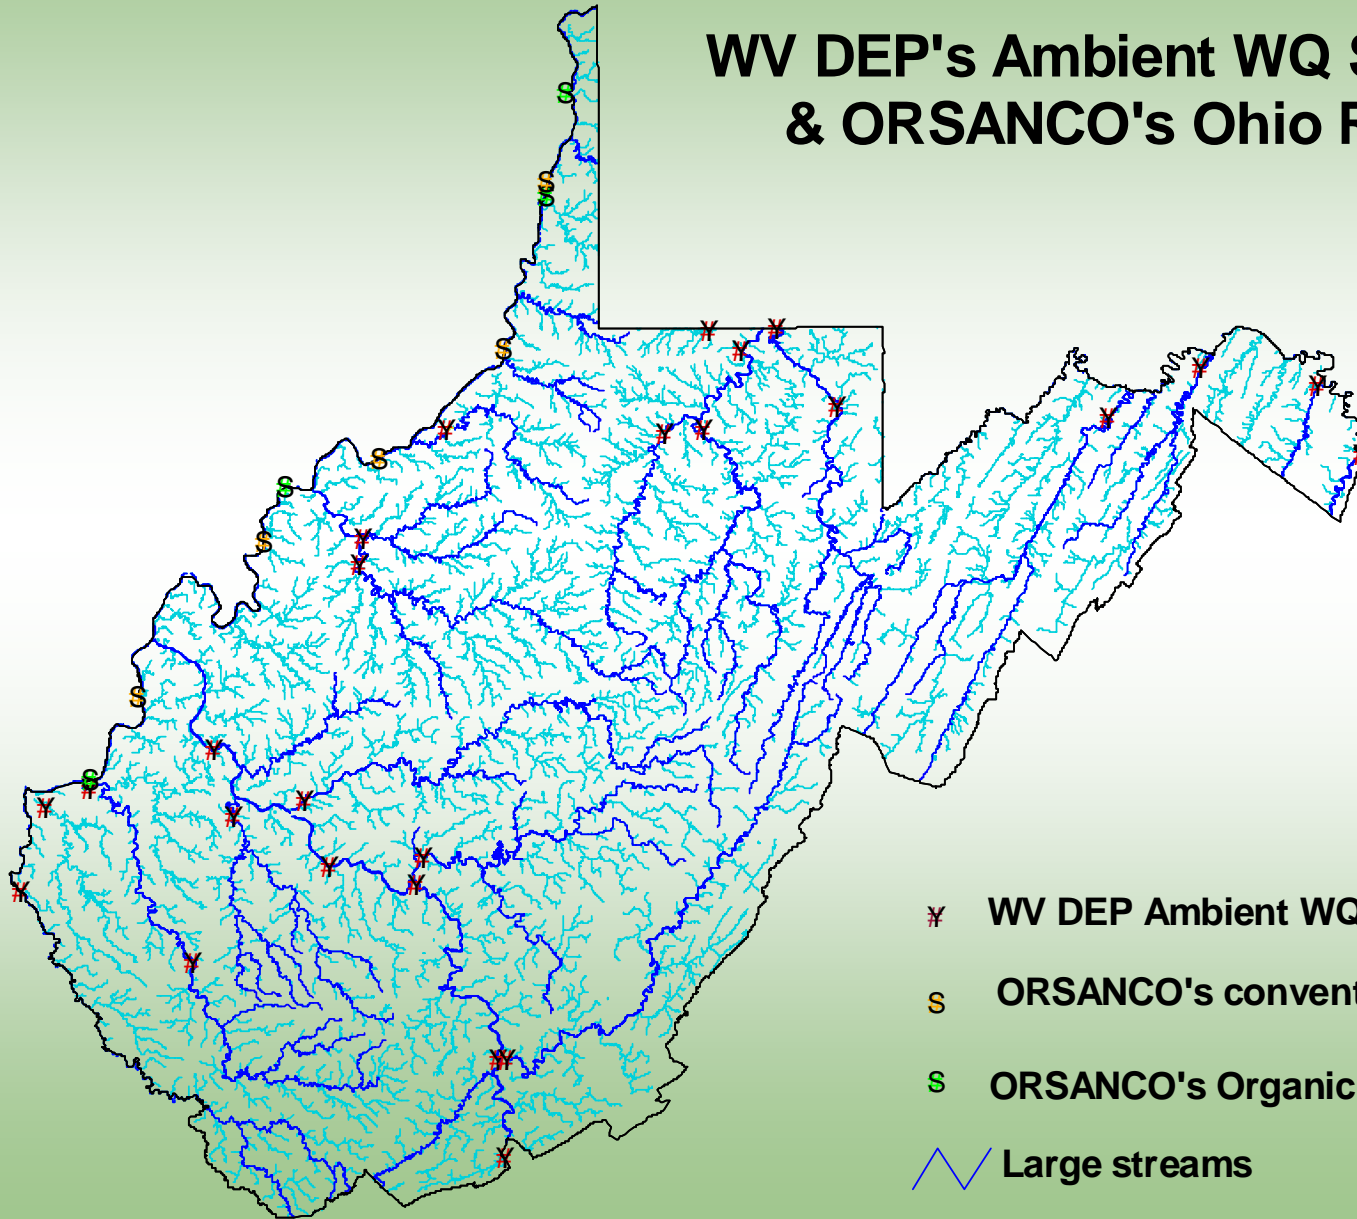 WV DEP's Ambient WQ S
& ORSANCO's Ohio R
WV DEP Ambient WQ
ORSANCO's convent
ORSANCO's Organic
Large streams